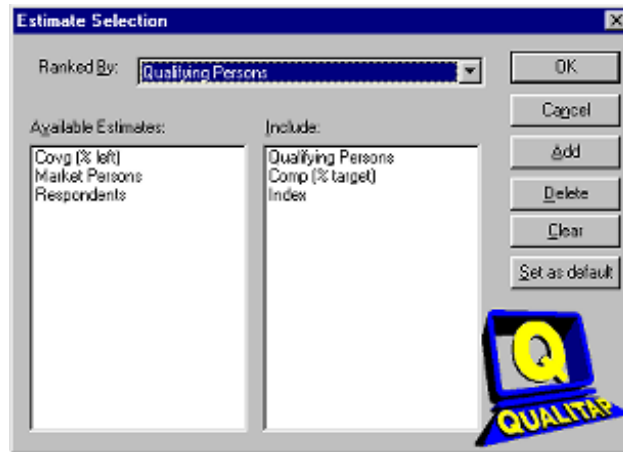 Estimate Selection
Ranked By: Qualifying Persons
OK
Cancel
Available Estimates: Include:
Add
Covg (% left)
Market Persons
Respondents
Qualifying Persons
Comp (% target)
Index
Delete
Clear
Set as default
Q
QUALITAP